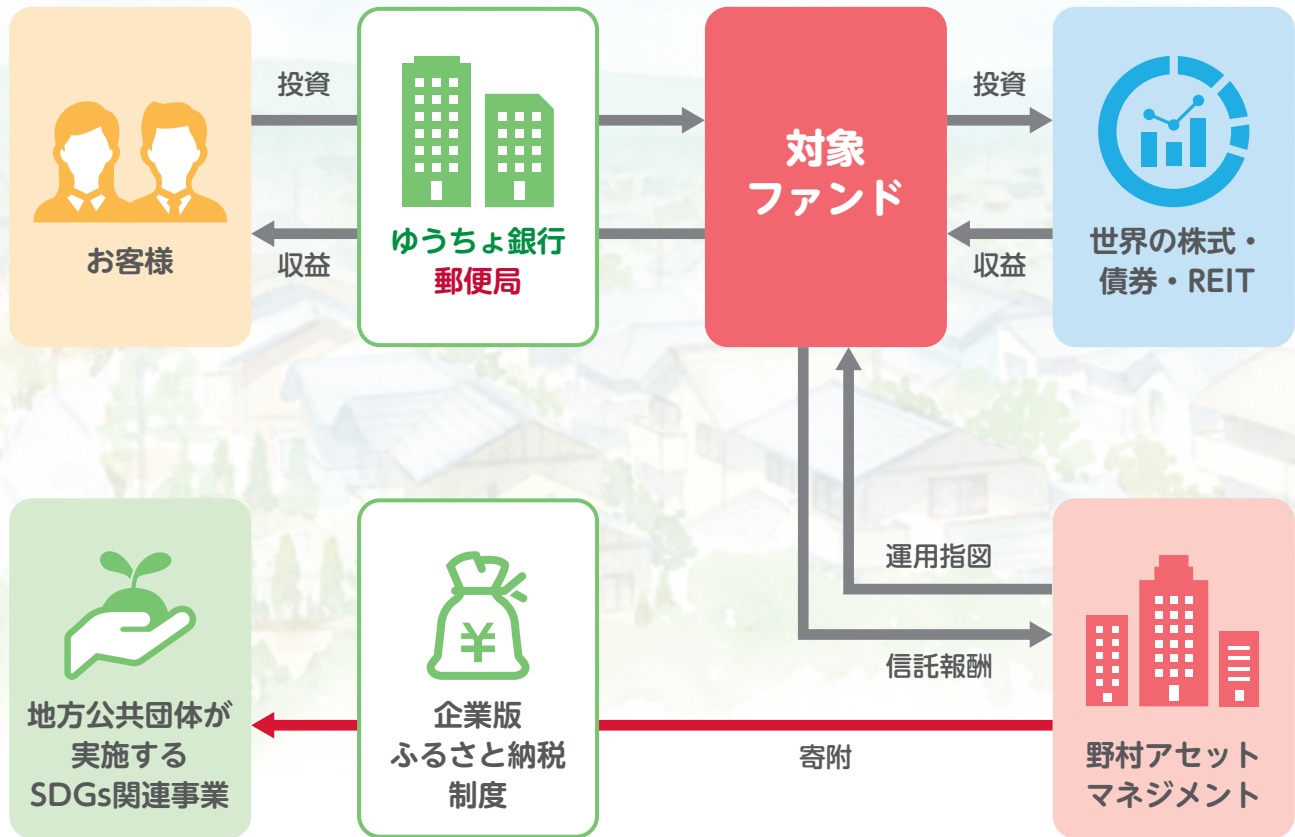 投資
投資
対象
ファンド
ゆうちょ銀行
郵便局
お客様
収益
収益
世界の株式・
債券・REIT
運用指図
信託報酬
¥
地方公共団体が
実施する
SDGs関連事業
企業版
ふるさと納税
制度
寄附
野村アセット
マネジメント